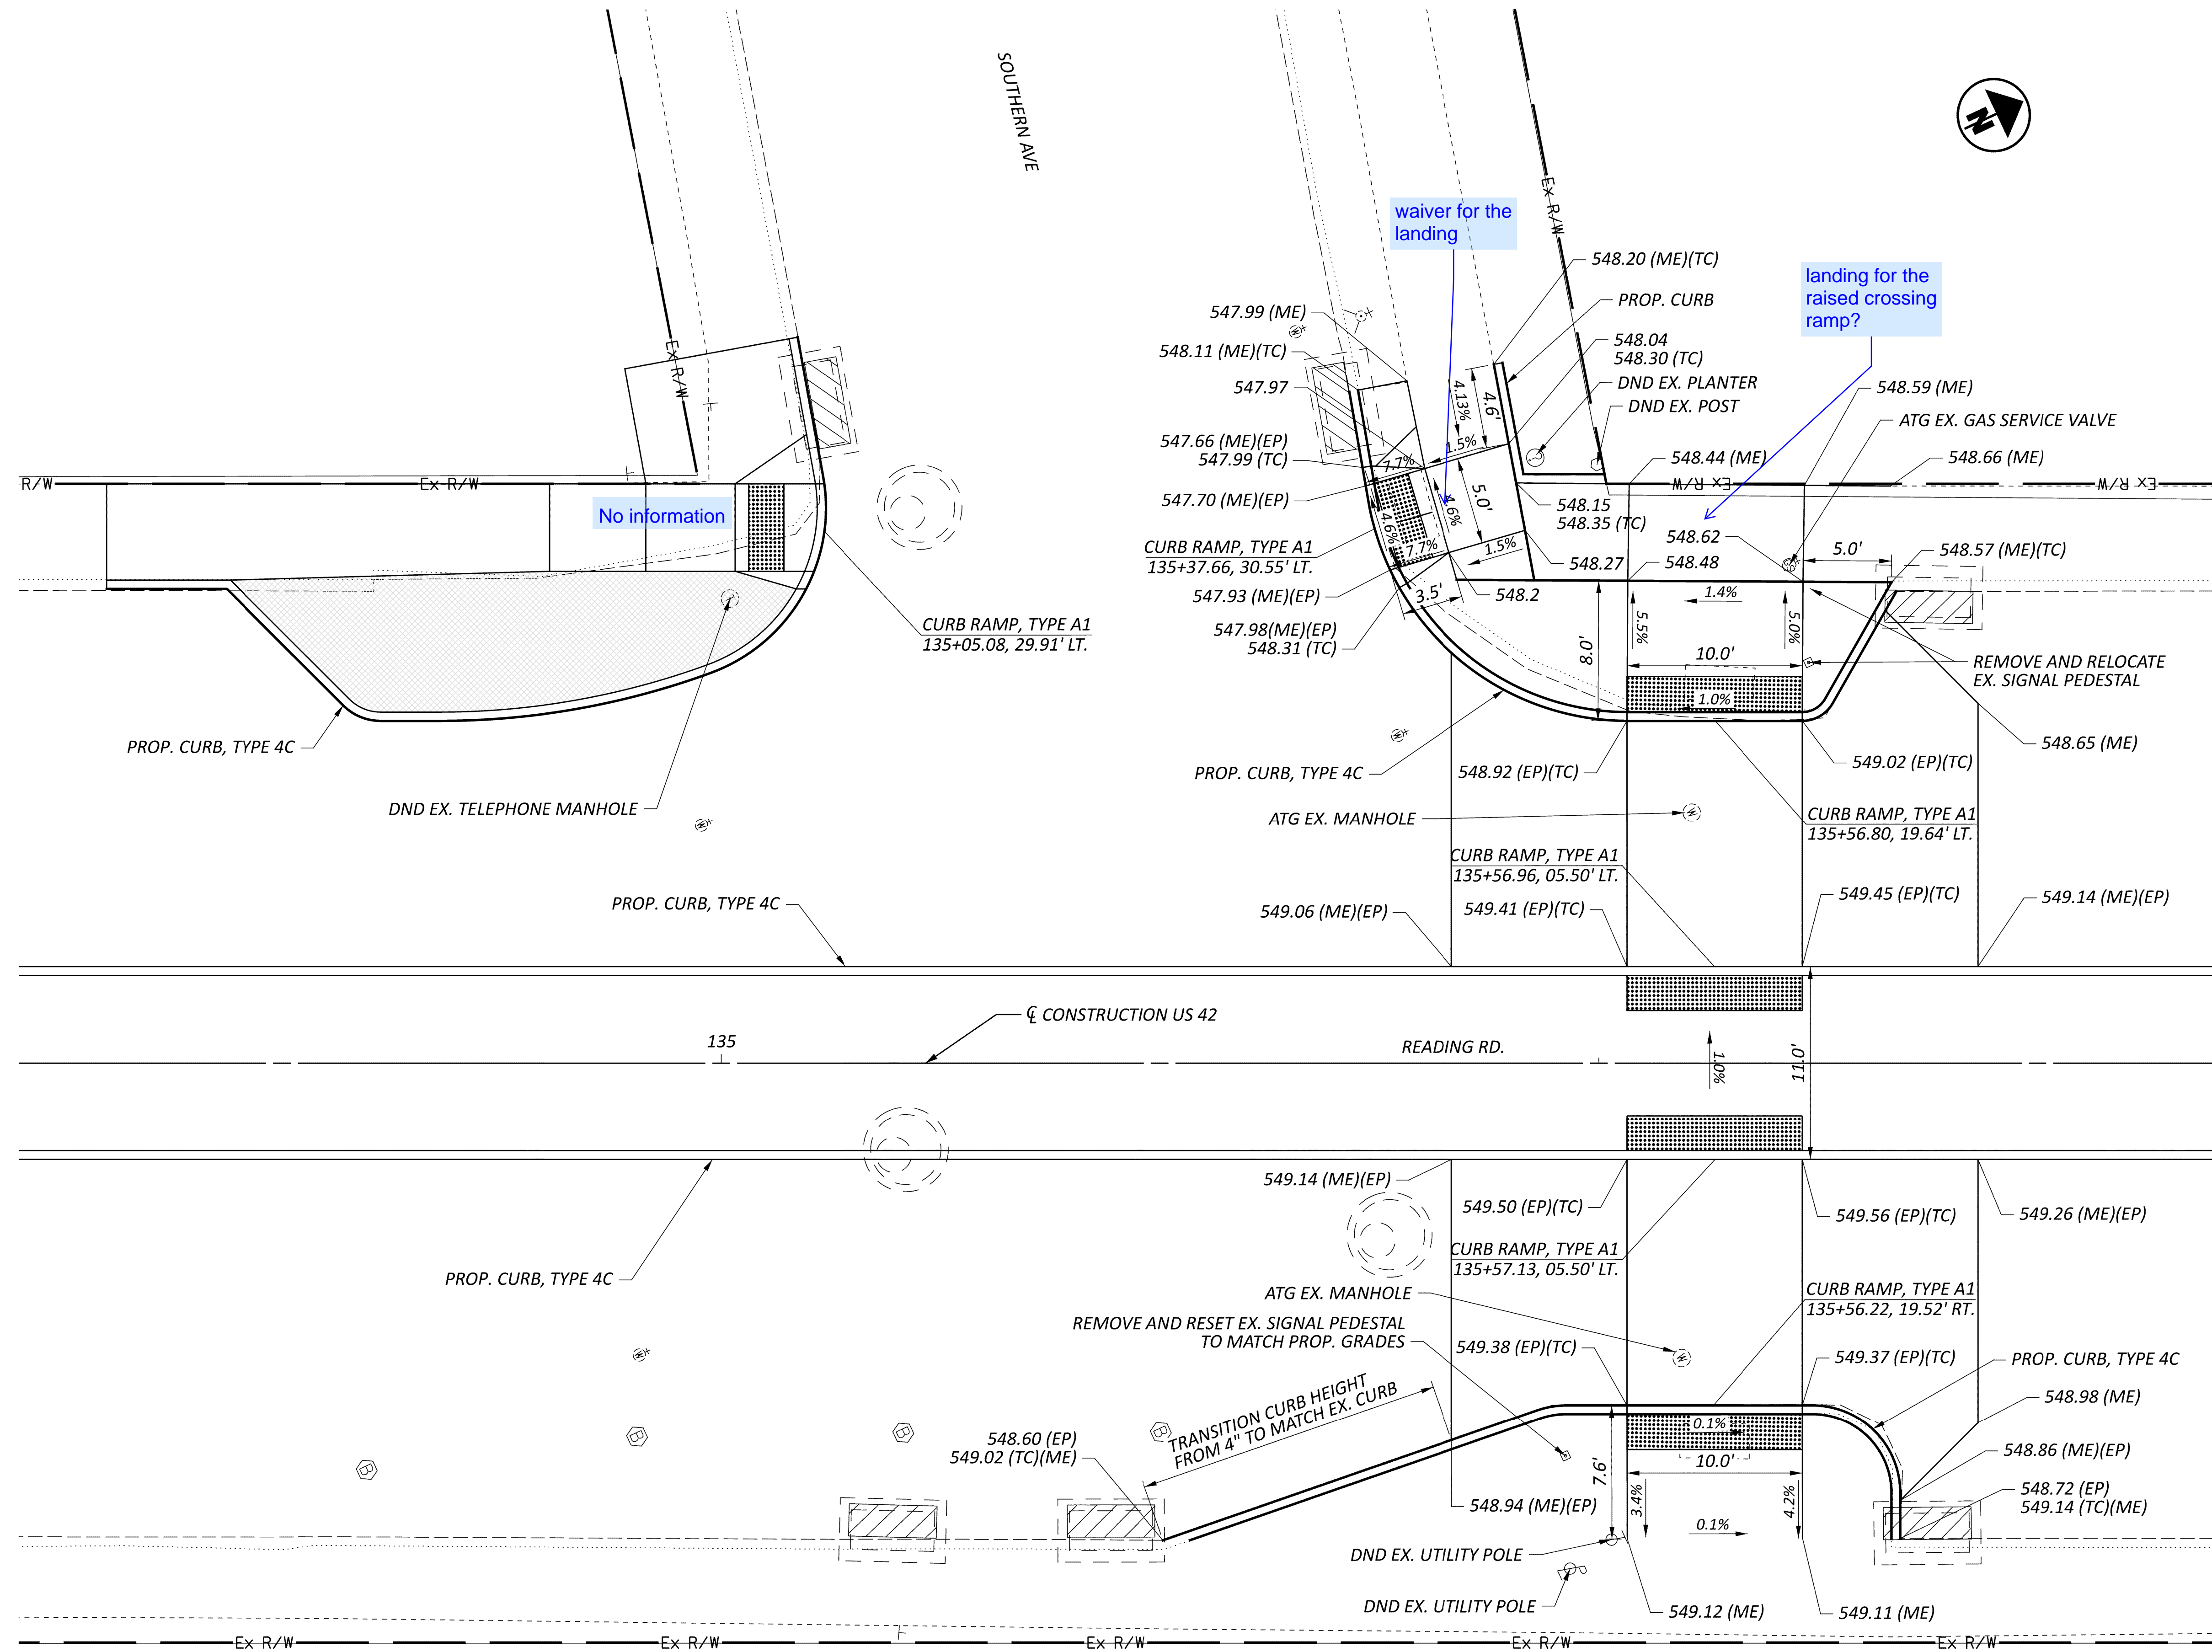 SOUTHERN AVE
N
Ex R/W
Ex R/W
waiver for the
landing
landing for the
raised crossing
ramp?
548.20 (ME)(TC)
PROP. CURB
547.99 (ME)
548.11 (ME)(TC)
547.97
548.04
548.30 (TC)
DND EX. PLANTER
DND EX. POST
548.59 (ME)
ATG EX. GAS SERVICE VALVE
4.13%
4.6'
1.5%
547.66 (ME)(EP)
547.99 (TC)
7.7%
548.44 (ME)
548.66 (ME)
R/W
Ex R/W
Ex R/W
Ex R/W
No information
547.70 (ME)(EP)
4.6%
4.6%
5.0'
548.15
548.35 (TC)
548.62
5.0'
548.57 (ME)(TC)
CURB RAMP, TYPE A1
135+37.66, 30.55' LT.
7.7%
1.5%
548.27
548.48
547.93 (ME)(EP)
3.5'
548.2
1.4%
CURB RAMP, TYPE A1
135+05.08, 29.91' LT.
547.98(ME)(EP)
548.31 (TC)
8.0'
5.5%
5.0%
10.0'
REMOVE AND RELOCATE
EX. SIGNAL PEDESTAL
1.0%
PROP. CURB, TYPE 4C
548.65 (ME)
PROP. CURB, TYPE 4C
548.92 (EP)(TC)
549.02 (EP)(TC)
DND EX. TELEPHONE MANHOLE
ATG EX. MANHOLE
W
CURB RAMP, TYPE A1
135+56.80, 19.64' LT.
CURB RAMP, TYPE A1
135+56.96, 05.50' LT.
PROP. CURB, TYPE 4C
549.06 (ME)(EP)
549.41 (EP)(TC)
549.45 (EP)(TC)
549.14 (ME)(EP)
℄ CONSTRUCTION US 42
135
READING RD.
1.0%
11.0'
549.14 (ME)(EP)
549.50 (EP)(TC)
549.56 (EP)(TC)
549.26 (ME)(EP)
PROP. CURB, TYPE 4C
CURB RAMP, TYPE A1
135+57.13, 05.50' LT.
ATG EX. MANHOLE
CURB RAMP, TYPE A1
135+56.22, 19.52' RT.
REMOVE AND RESET EX. SIGNAL PEDESTAL
TO MATCH PROP. GRADES
549.38 (EP)(TC)
W
549.37 (EP)(TC)
PROP. CURB, TYPE 4C
TRANSITION CURB HEIGHT
FROM 4" TO MATCH EX. CURB
548.98 (ME)
0.1%
B
B
B
B
548.60 (EP)
549.02 (TC)(ME)
548.86 (ME)(EP)
7.6'
10.0'
3.4%
4.2%
548.94 (ME)(EP)
548.72 (EP)
549.14 (TC)(ME)
0.1%
DND EX. UTILITY POLE
DND EX. UTILITY POLE
549.12 (ME)
549.11 (ME)
Ex R/W
Ex R/W
Ex R/W
Ex R/W
Ex R/W